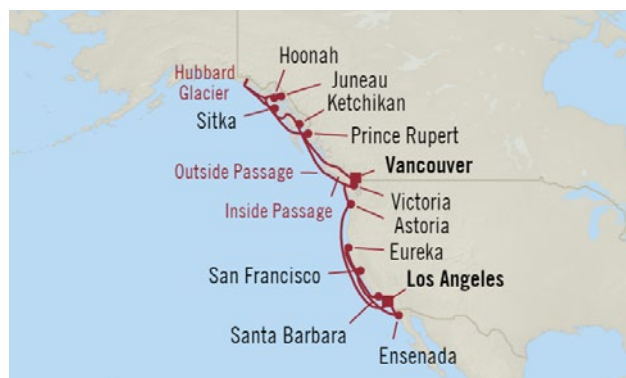 Hoonah
Hubbard
Glacier
Juneau
Ketchikan
Sitka
Prince Rupert
Outside Passage
Vancouver
Inside Passage
Victoria
Astoria
Eureka
San Francisco
Los Angeles
Santa Barbara
Ensenada